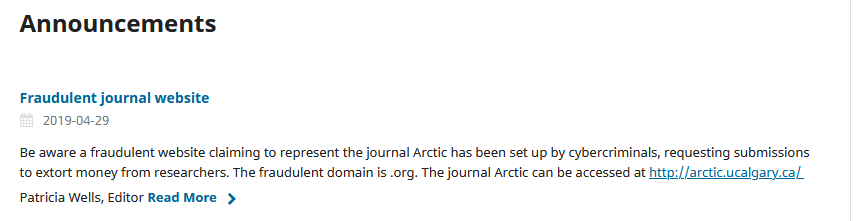 Announcements
Fraudulent journal website
2019-04-29
Be aware a fraudulent website claiming to represent the journal Arctic has been set up by cybercriminals, requesting submissions
to extort money from researchers. The fraudulent domain is .org. The journal Arctic can be accessed at http://arctic.ucalgary.ca/
Patricia Wells, Editor Read More